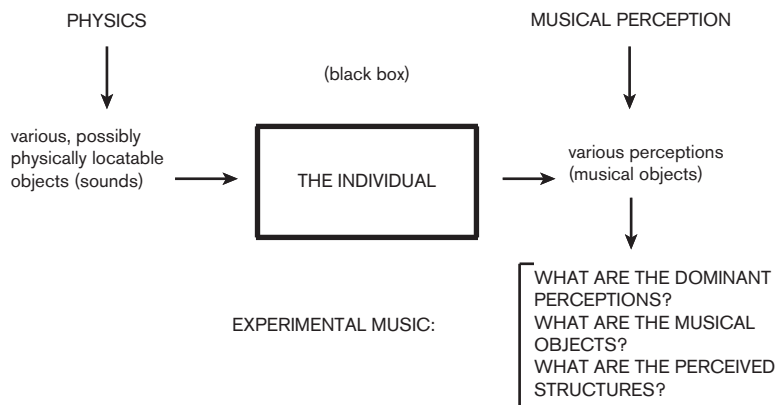 PHYSICS
MUSICAL PERCEPTION
(black box)
various, possibly
physically locatable
objects (sounds)
THE INDIVIDUAL
various perceptions
(musical objects)
EXPERIMENTAL MUSIC:
WHAT ARE THE DOMINANT
PERCEPTIONS?
WHAT ARE THE MUSICAL
OBJECTS?
WHAT ARE THE PERCEIVED
STRUCTURES?